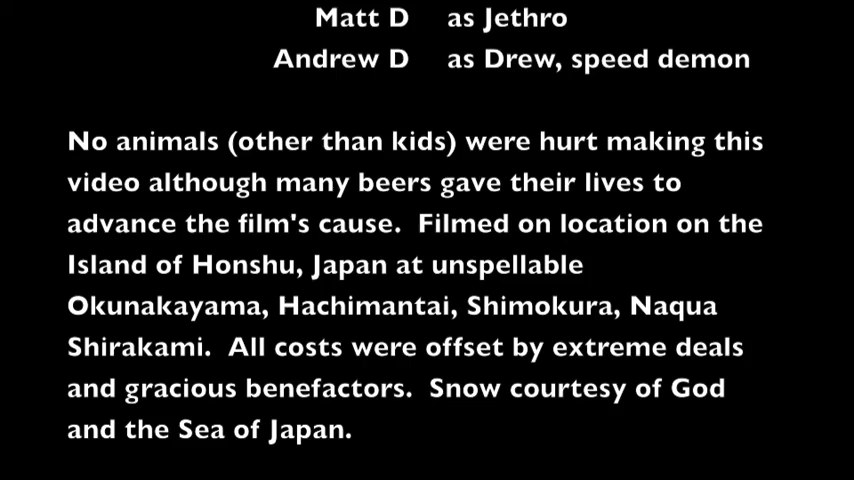 Matt D as Jethro
Andrew D as Drew, speed demon
No animals (other than kids) were hurt making this
video although many beers gave their lives to
advance the film's cause. Filmed on location on the
Island of Honshu, Japan at unspellable
Okunakayama, Hachimantai, Shimokura, Naqua
Shirakami. All costs were offset by extreme deals
and gracious benefactors. Snow courtesy of God
and the Sea of Japan.